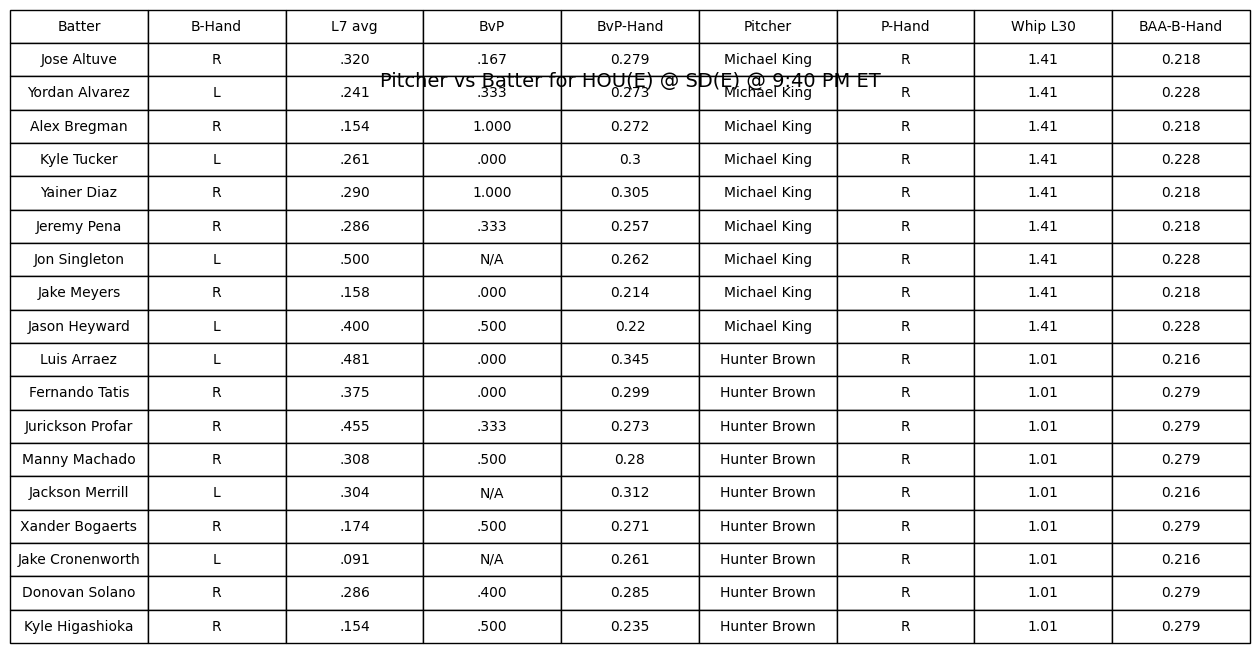 Batter B-Hand L7 avg BvP BvP-Hand Pitcher P-Hand Whip L30 BAA-B-Hand
Jose Altuve R .320 .167 0.279 Michael King R 1.41 0.218
Pitcher vs Batter for HOU(E) @ SD(E) @ 9:40 PM ET
Yordan Alvarez L .241 .333 0.273 Michael King R 1.41 0.228
Alex Bregman R .154 1.000 0.272 Michael King R 1.41 0.218
Kyle Tucker L .261 .000 0.3 Michael King R 1.41 0.228
Yainer Diaz R .290 1.000 0.305 Michael King R 1.41 0.218
Jeremy Pena R .286 .333 0.257 Michael King R 1.41 0.218
Jon Singleton L .500 N/A 0.262 Michael King R 1.41 0.228
Jake Meyers R .158 .000 0.214 Michael King R 1.41 0.218
Jason Heyward L .400 .500 0.22 Michael King R 1.41 0.228
Luis Arraez L .481 .000 0.345 Hunter Brown R 1.01 0.216
Fernando Tatis R .375 .000 0.299 Hunter Brown R 1.01 0.279
Jurickson Profar R .455 .333 0.273 Hunter Brown R 1.01 0.279
Manny Machado R .308 .500 0.28 Hunter Brown R 1.01 0.279
Jackson Merrill L .304 N/A 0.312 Hunter Brown R 1.01 0.216
Xander Bogaerts R .174 .500 0.271 Hunter Brown R 1.01 0.279
Jake Cronenworth L .091 N/A 0.261 Hunter Brown R 1.01 0.216
Donovan Solano R .286 .400 0.285 Hunter Brown R 1.01 0.279
Kyle Higashioka R .154 .500 0.235 Hunter Brown R 1.01 0.279